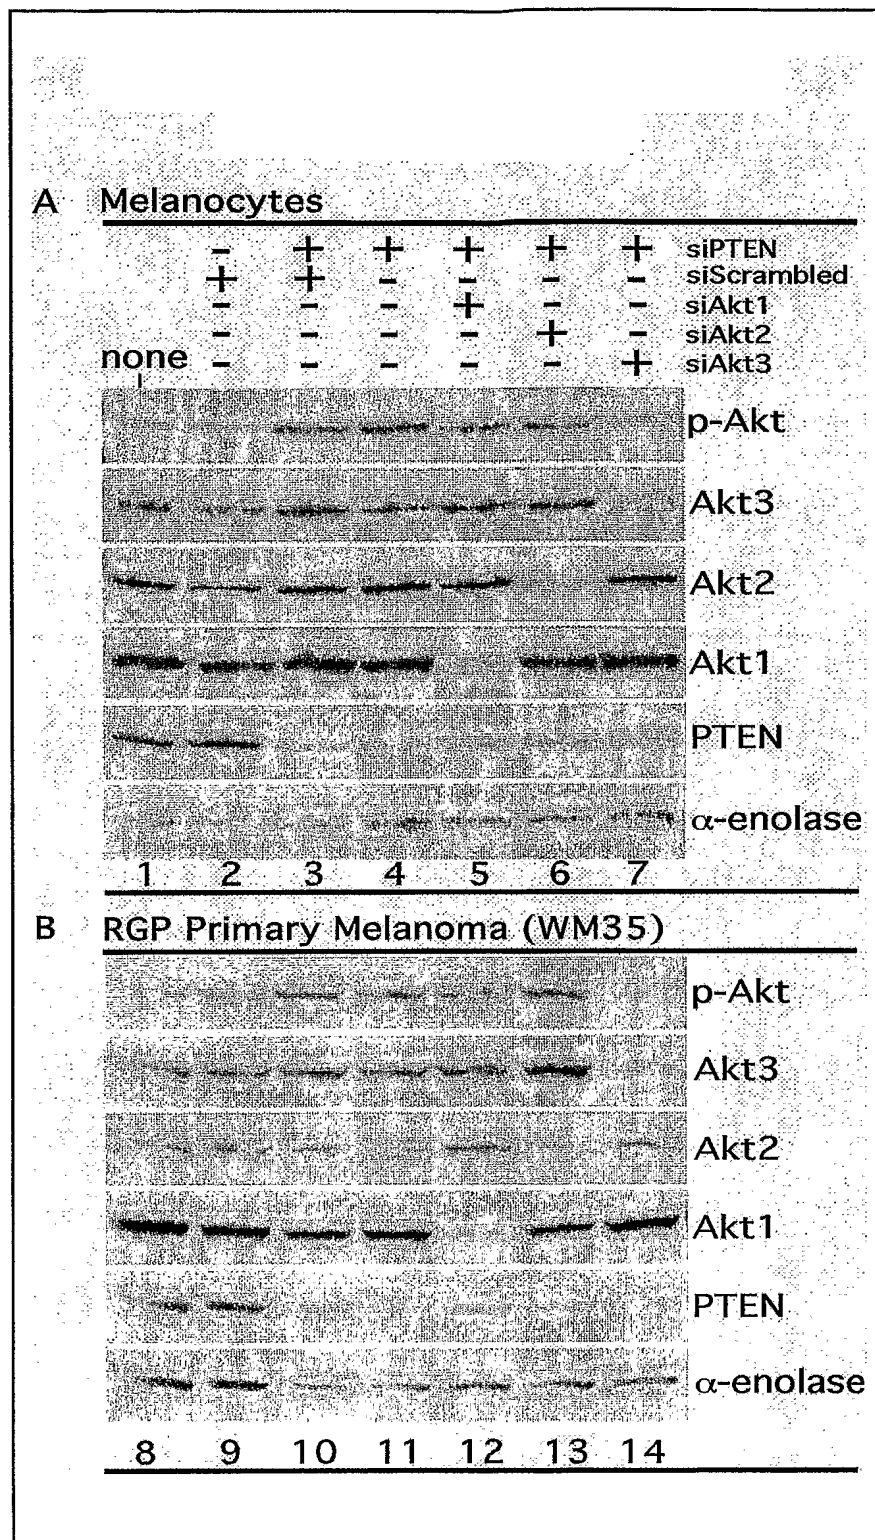 A Melanocytes
- + + + + + siPTEN
+ + - - - - siScrambled
- - - + - - siAkt1
- - - - + - siAkt2
none - - - - - + siAkt3
p-Akt
Akt3
Akt2
Akt1
PTEN
α-enolase
1 2 3 4 5 6 7
B RGP Primary Melanoma (WM35)
p-Akt
Akt3
Akt2
Akt1
PTEN
α-enolase
8 9 10 11 12 13 14